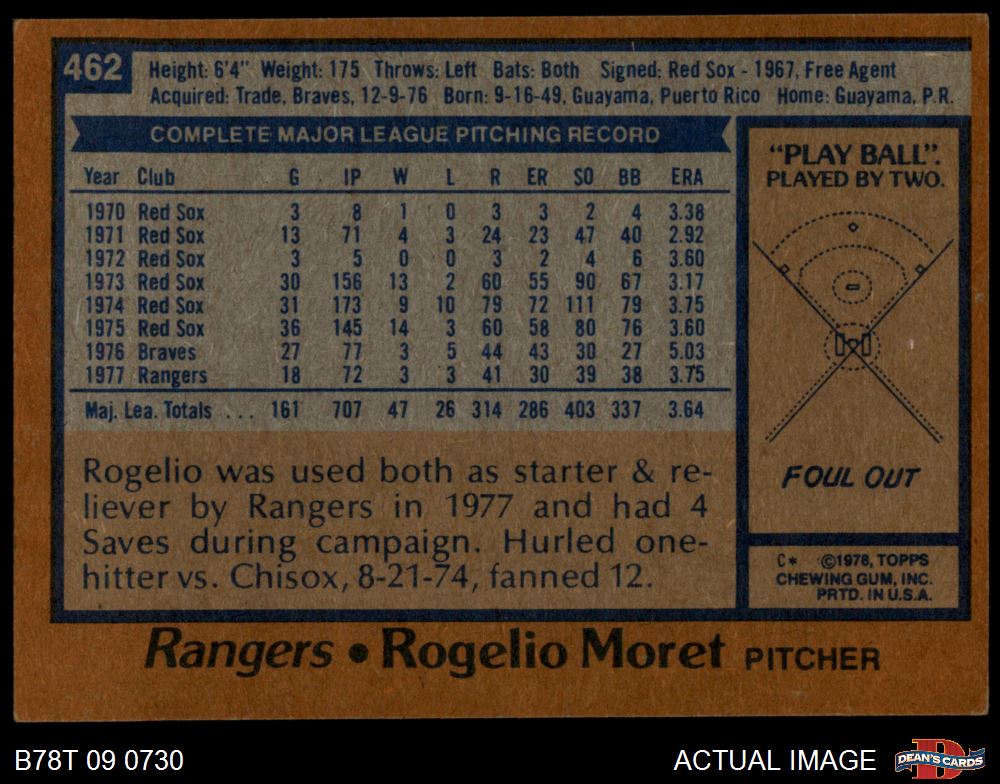 462
Height: 6'4" Weight: 175 Throws: Left Bats: Both Signed: Red Sox - 1967, Free Agent
Acquired: Trade, Braves, 12-9-76 Born: 9-16-49, Guayama, Puerto Rico Home: Guayama, P.R.
COMPLETE MAJOR LEAGUE PITCHING RECORD
Year Club G IP W L R ER SO BB ERA
1970 Red Sox 3 8 1 0 3 3 2 4 3.38
1971 Red Sox 13 71 4 3 24 23 47 40 2.92
1972 Red Sox 3 5 0 0 3 2 4 6 3.60
1973 Red Sox 30 156 13 2 60 55 90 67 3.17
1974 Red Sox 31 173 9 10 79 72 111 79 3.75
1975 Red Sox 36 145 14 3 60 58 80 76 3.60
1976 Braves 27 77 3 5 44 43 30 27 5.03
1977 Rangers 18 72 3 3 41 30 39 38 3.75
Maj. Lea. Totals ... 161 707 47 26 314 286 403 337 3.64
Rogelio was used both as starter & re-
liever by Rangers in 1977 and had 4
Saves during campaign. Hurled one-
hitter vs. Chisox, 8-21-74, fanned 12.
"PLAY BALL".
PLAYED BY TWO.
FOUL OUT
C* ©1978, TOPPS
CHEWING GUM, INC.
PRTD. IN U.S.A.
Rangers • Rogelio Moret PITCHER
B78T 09 0730
ACTUAL IMAGE
D
DEAN'S CARDS